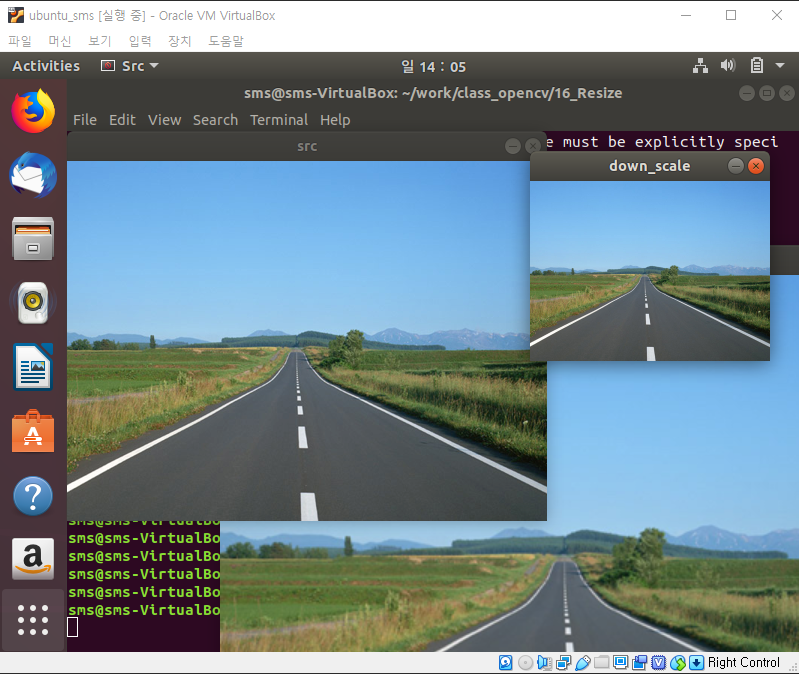 ubuntu_sms [실행 중] - Oracle VM VirtualBox
파일 머신 보기 입력 장치 도움말
Activities Src 일 14 : 05
sms@sms-VirtualBox: ~/work/class_opencv/16_Resize
File Edit View Search Terminal Help
e must be explicitly speci
src
down_scale
sms@sms-VirtualBo
sms@sms-VirtualBo
sms@sms-VirtualBo
sms@sms-VirtualBo
sms@sms-VirtualBo
sms@sms-VirtualBo
Right Control